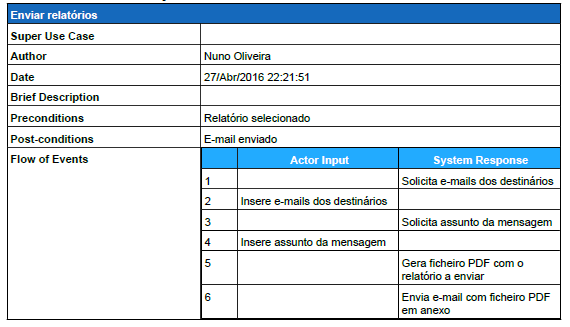 Enviar relatórios
Super Use Case
Author Nuno Oliveira
Date 27/Abr/2016 22:21:51
Brief Description
Preconditions Relatório selecionado
Post-conditions E-mail enviado
Flow of Events Actor Input System Response
1 Solicita e-mails dos destinários
2 Insere e-mails dos destinários
3 Solicita assunto da mensagem
4 Insere assunto da mensagem
5 Gera ficheiro PDF com o
relatório a enviar
6 Envia e-mail com ficheiro PDF
em anexo